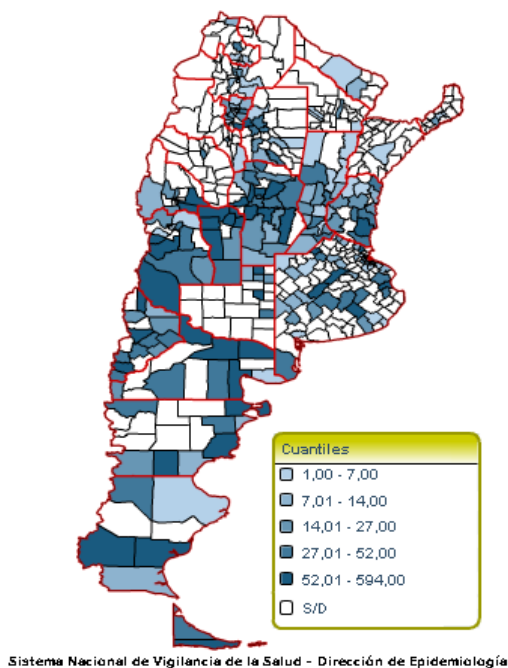 Cuantiles
1,00 - 7,00
7,01 - 14,00
14,01 - 27,00
27,01 - 52,00
52,01 - 594,00
S/D
Sistema Nacional de Vigilancia de la Salud - Dirección de Epidemiología